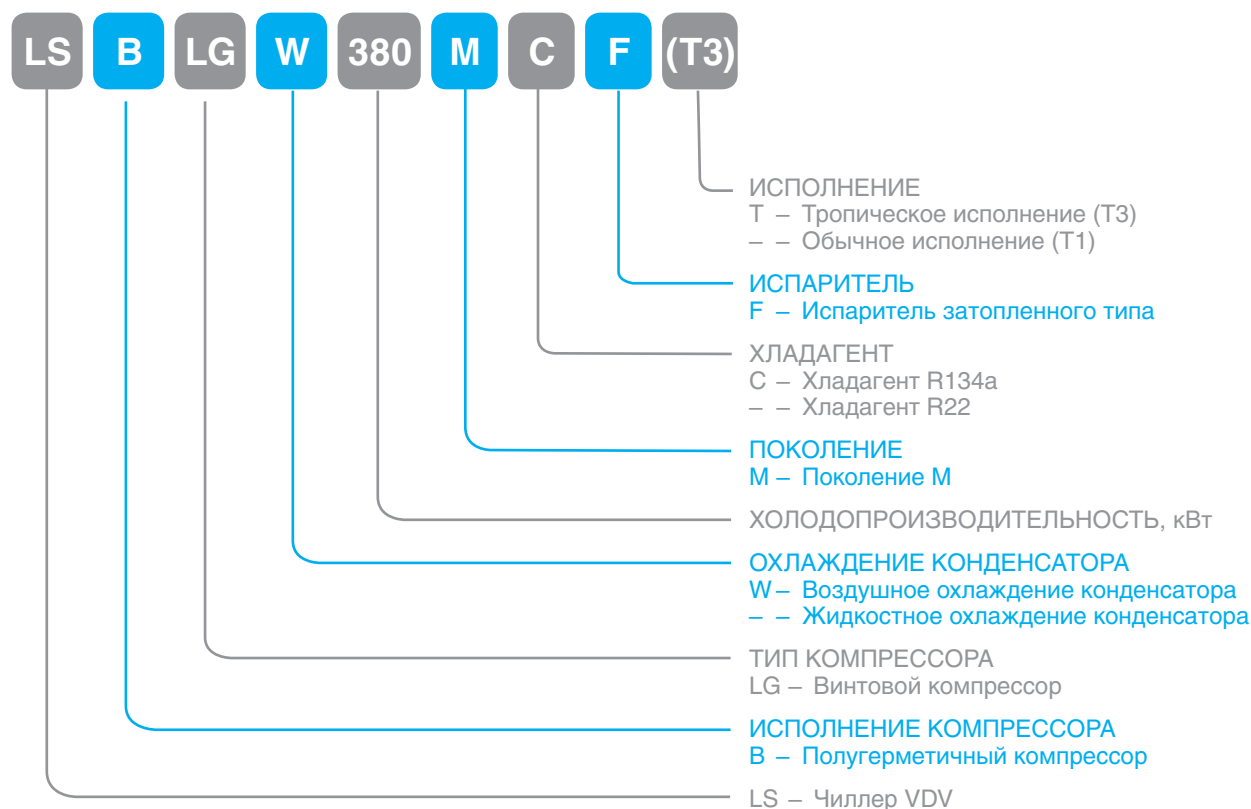 LS B LG W 380 M C F (T3)
ИСПОЛНЕНИЕ
Т – Тропическое исполнение (Т3)
– – Обычное исполнение (Т1)
ИСПАРИТЕЛЬ
F – Испаритель затопленного типа
ХЛАДАГЕНТ
C – Хладагент R134a
– – Хладагент R22
ПОКОЛЕНИЕ
М – Поколение М
ХОЛОДОПРОИЗВОДИТЕЛЬНОСТЬ, кВт
ОХЛАЖДЕНИЕ КОНДЕНСАТОРА
W – Воздушное охлаждение конденсатора
– – Жидкостное охлаждение конденсатора
ТИП КОМПРЕССОРА
LG – Винтовой компрессор
ИСПОЛНЕНИЕ КОМПРЕССОРА
B – Полугерметичный компрессор
LS – Чиллер VDV